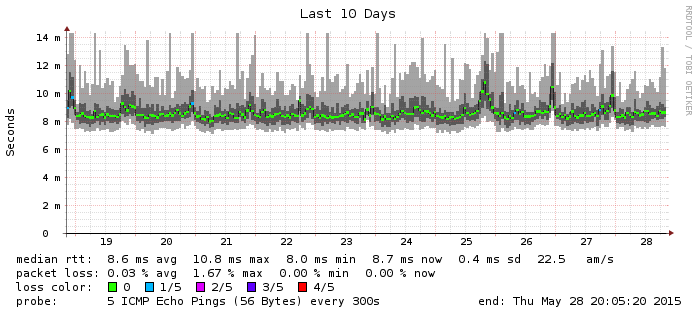 Last 10 Days
RRDTOOL / TOBI OETIKER
Seconds
14 m
12 m
10 m
8 m
6 m
4 m
2 m
0
19 20 21 22 23 24 25 26 27 28
median rtt: 8.6 ms avg 10.8 ms max 8.0 ms min 8.7 ms now 0.4 ms sd 22.5 am/s
packet loss: 0.03 % avg 1.67 % max 0.00 % min 0.00 % now
loss color: 0 1/5 2/5 3/5 4/5
probe: 5 ICMP Echo Pings (56 Bytes) every 300s end: Thu May 28 20:05:20 2015